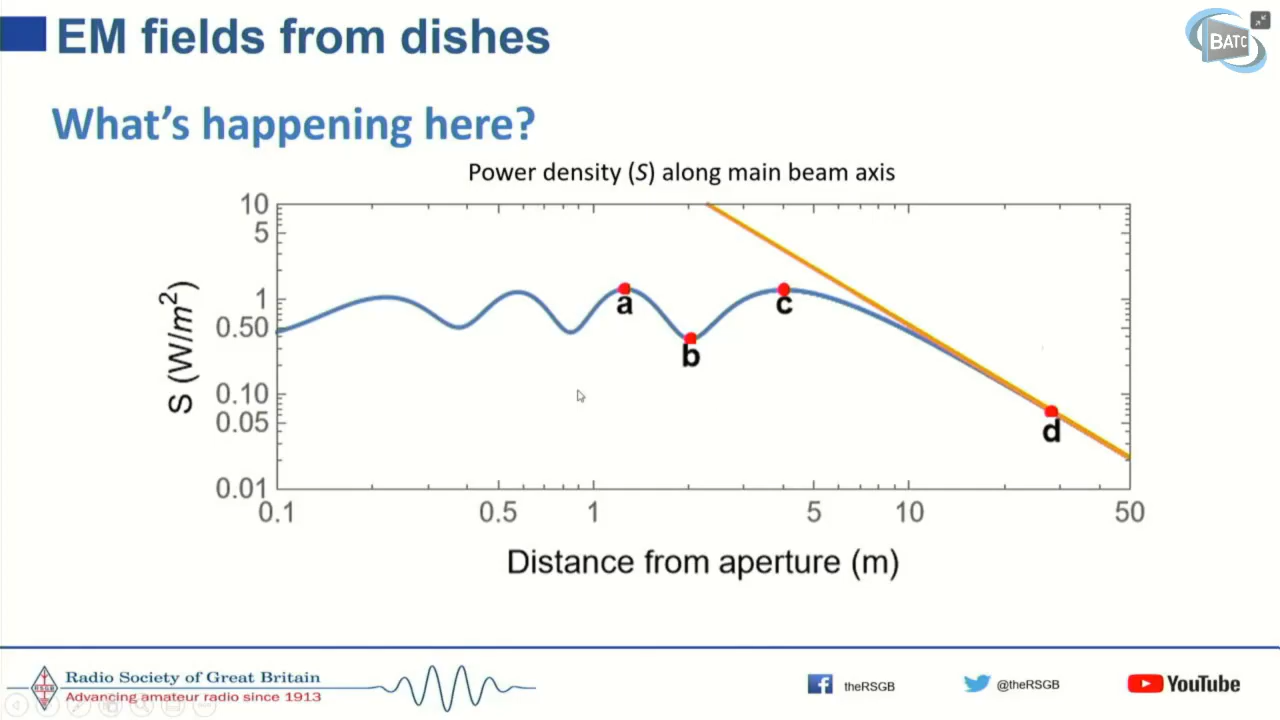 EM fields from dishes
BATC
What's happening here?
Power density (S) along main beam axis
10
5
1
0.50
0.10
0.05
0.01
S (W/m²)
a
b
c
d
0.1 0.5 1 5 10 50
Distance from aperture (m)
Radio Society of Great Britain
Advancing amateur radio since 1913
RSGB
theRSGB
@theRSGB
YouTube